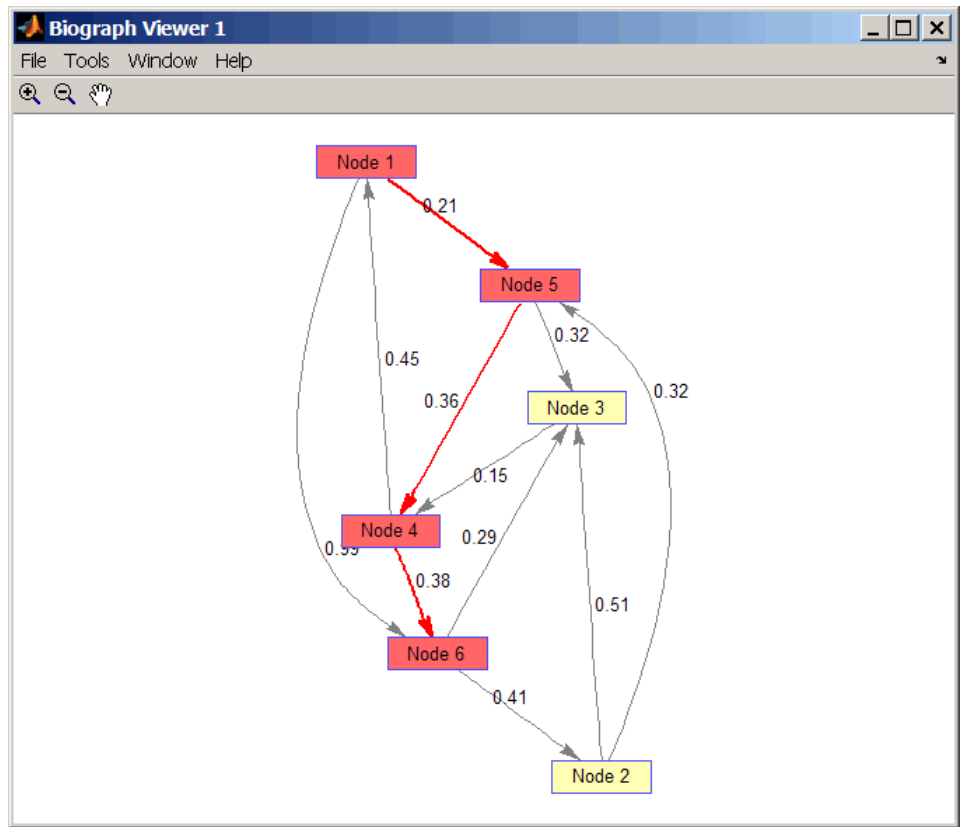 Biograph Viewer 1
File Tools Window Help
Node 1
0.21
Node 5
0.32
0.45
0.32
0.36
Node 3
0.15
Node 4
0.29
0.99
0.38
0.51
Node 6
0.41
Node 2